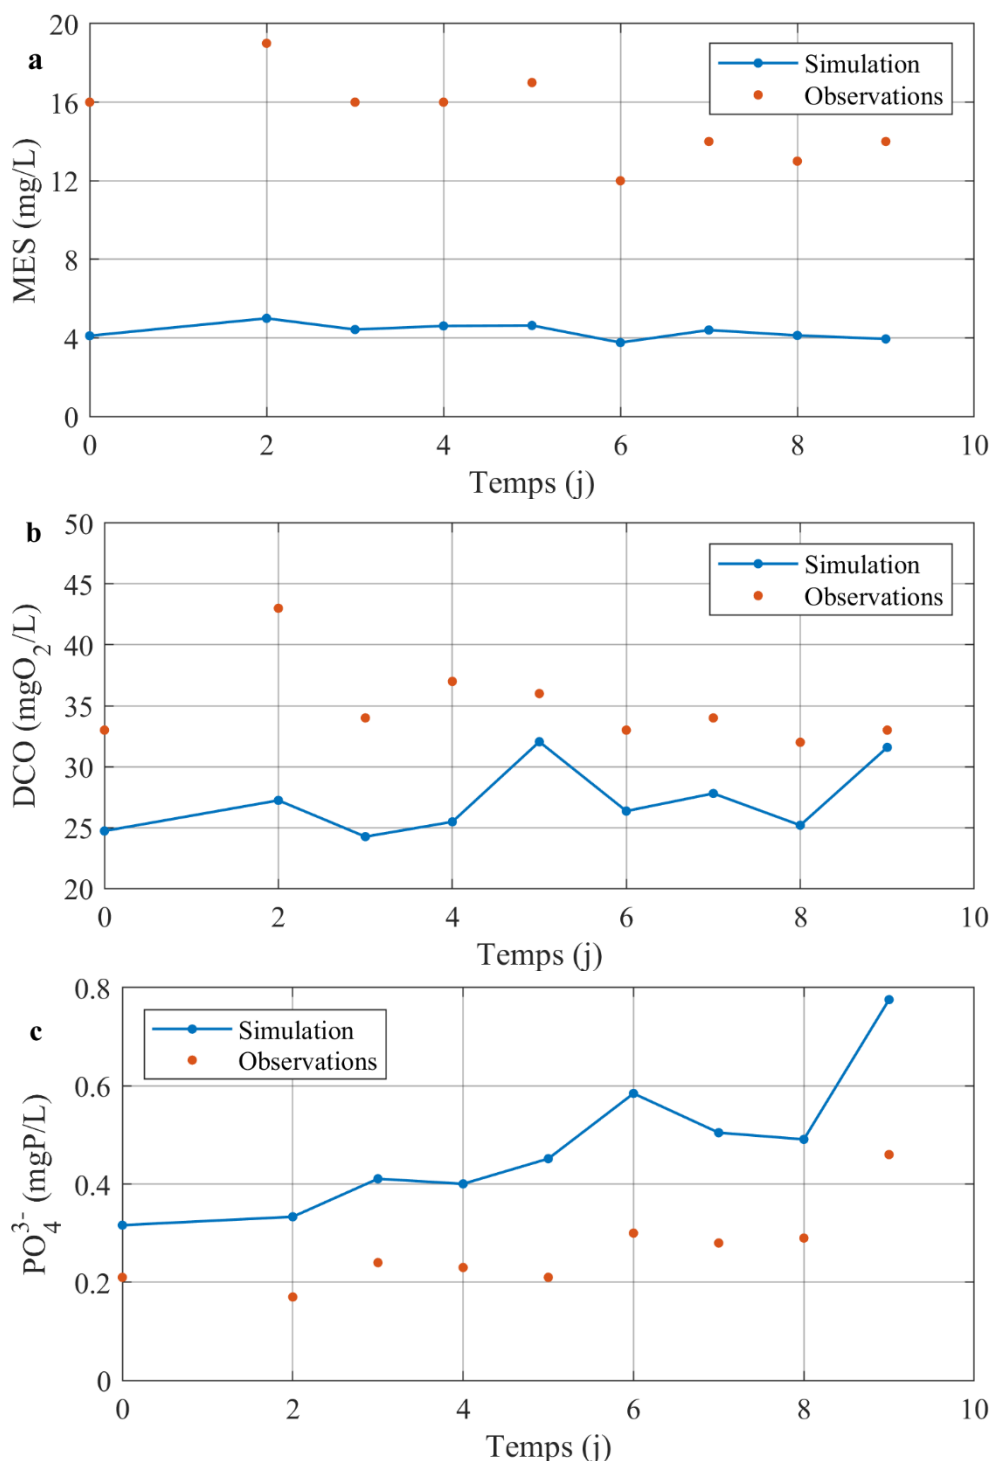 a
20
16
12
8
4
0
MES (mg/L)
Simulation
Observations
0 2 4 6 8 10
Temps (j)
b
50
45
40
35
30
25
20
DCO (mgO₂/L)
Simulation
Observations
0 2 4 6 8 10
Temps (j)
c
0.8
0.6
0.4
0.2
0
PO₄³⁻ (mgP/L)
Simulation
Observations
0 2 4 6 8 10
Temps (j)